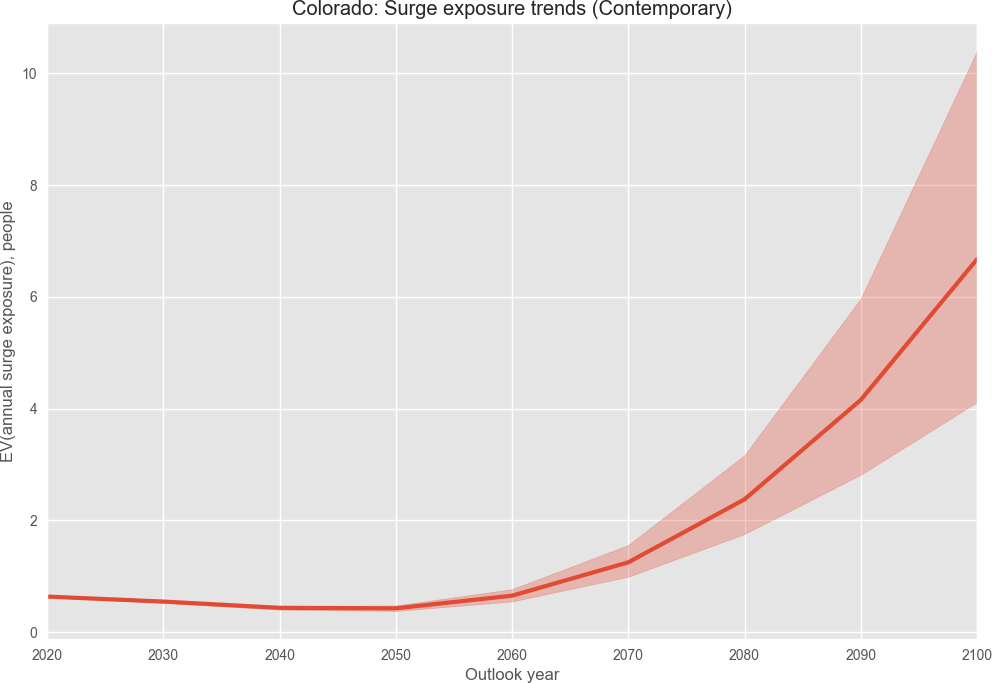 Colorado: Surge exposure trends (Contemporary)
EV(annual surge exposure), people
10
8
6
4
2
0
2020 2030 2040 2050 2060 2070 2080 2090 2100
Outlook year